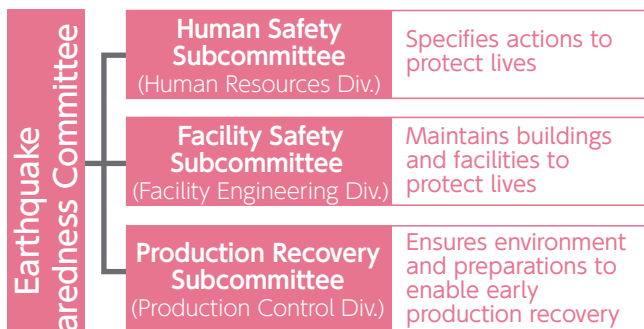 Earthquake
aredness Committee
Human Safety
Subcommittee
(Human Resources Div.)
Specifies actions to
protect lives
Facility Safety
Subcommittee
(Facility Engineering Div.)
Maintains buildings
and facilities to
protect lives
Production Recovery
Subcommittee
(Production Control Div.)
Ensures environment
and preparations to
enable early
production recovery